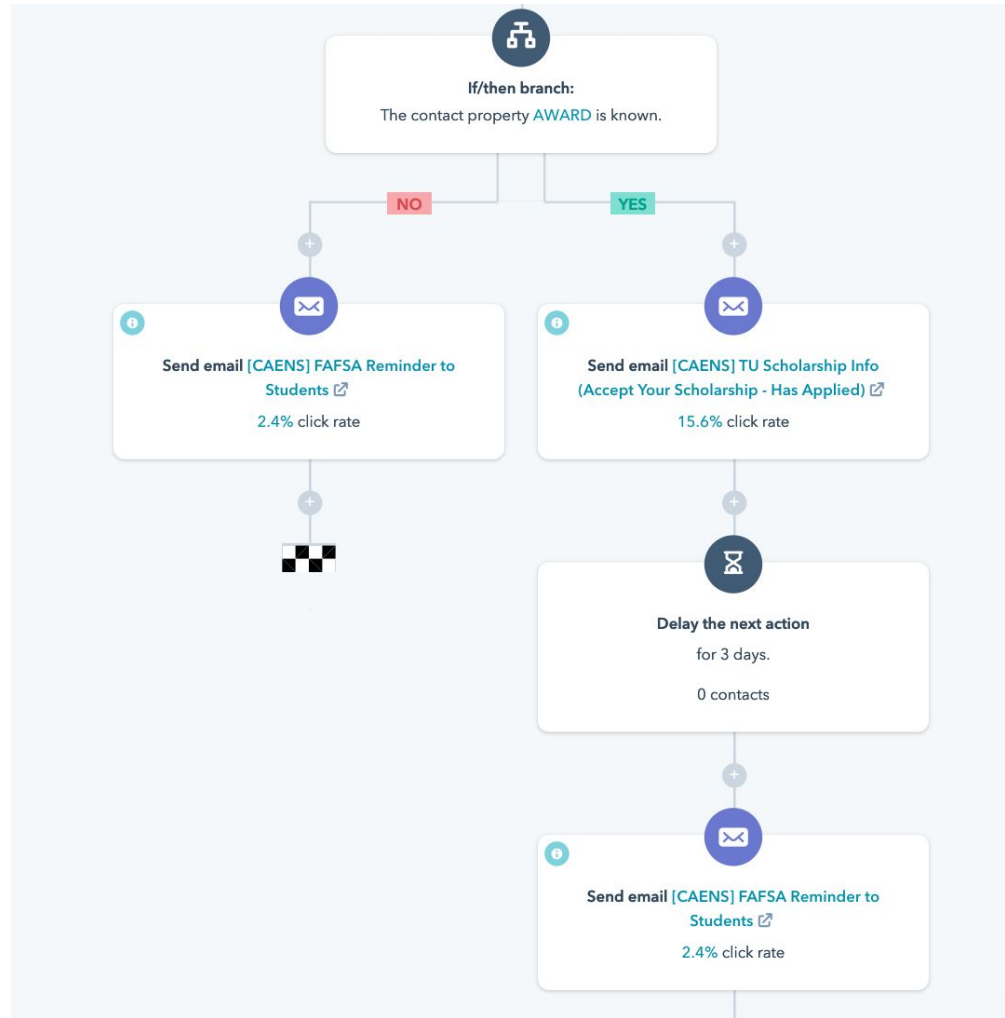 If/then branch:
The contact property AWARD is known.
NO
YES
Send email [CAENS] FAFSA Reminder to
Students
2.4% click rate
Send email [CAENS] TU Scholarship Info
(Accept Your Scholarship - Has Applied)
15.6% click rate
Delay the next action
for 3 days.
0 contacts
Send email [CAENS] FAFSA Reminder to
Students
2.4% click rate